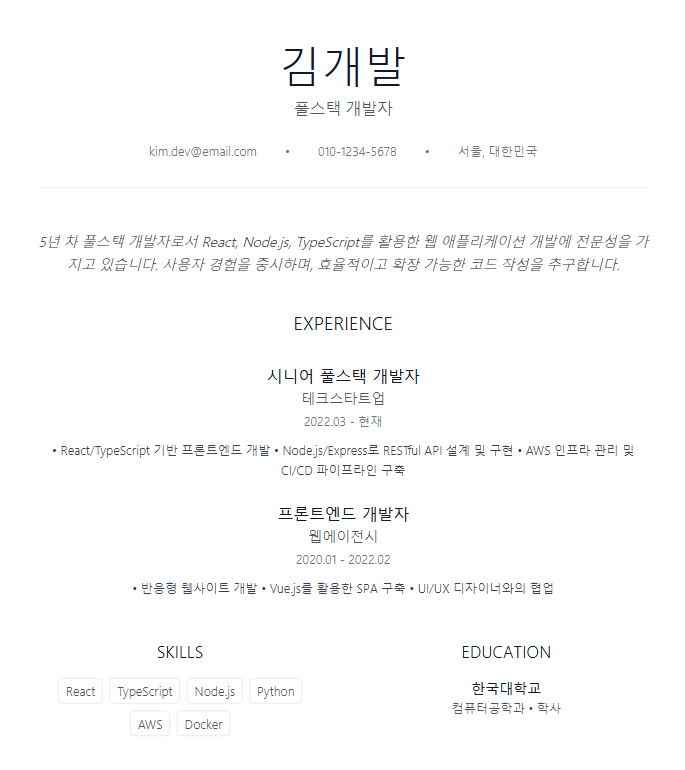 김개발
풀스택 개발자
kim.dev@email.com • 010-1234-5678 • 서울, 대한민국
5년 차 풀스택 개발자로서 React, Node.js, TypeScript를 활용한 웹 애플리케이션 개발에 전문성을 가
지고 있습니다. 사용자 경험을 중시하며, 효율적이고 확장 가능한 코드 작성을 추구합니다.
EXPERIENCE
시니어 풀스택 개발자
테크스타트업
2022.03 - 현재
• React/TypeScript 기반 프론트엔드 개발 • Node.js/Express로 RESTful API 설계 및 구현 • AWS 인프라 관리 및
CI/CD 파이프라인 구축
프론트엔드 개발자
웹에이전시
2020.01 - 2022.02
• 반응형 웹사이트 개발 • Vue.js를 활용한 SPA 구축 • UI/UX 디자이너와의 협업
SKILLS
React TypeScript Node.js Python
AWS Docker
EDUCATION
한국대학교
컴퓨터공학과 • 학사